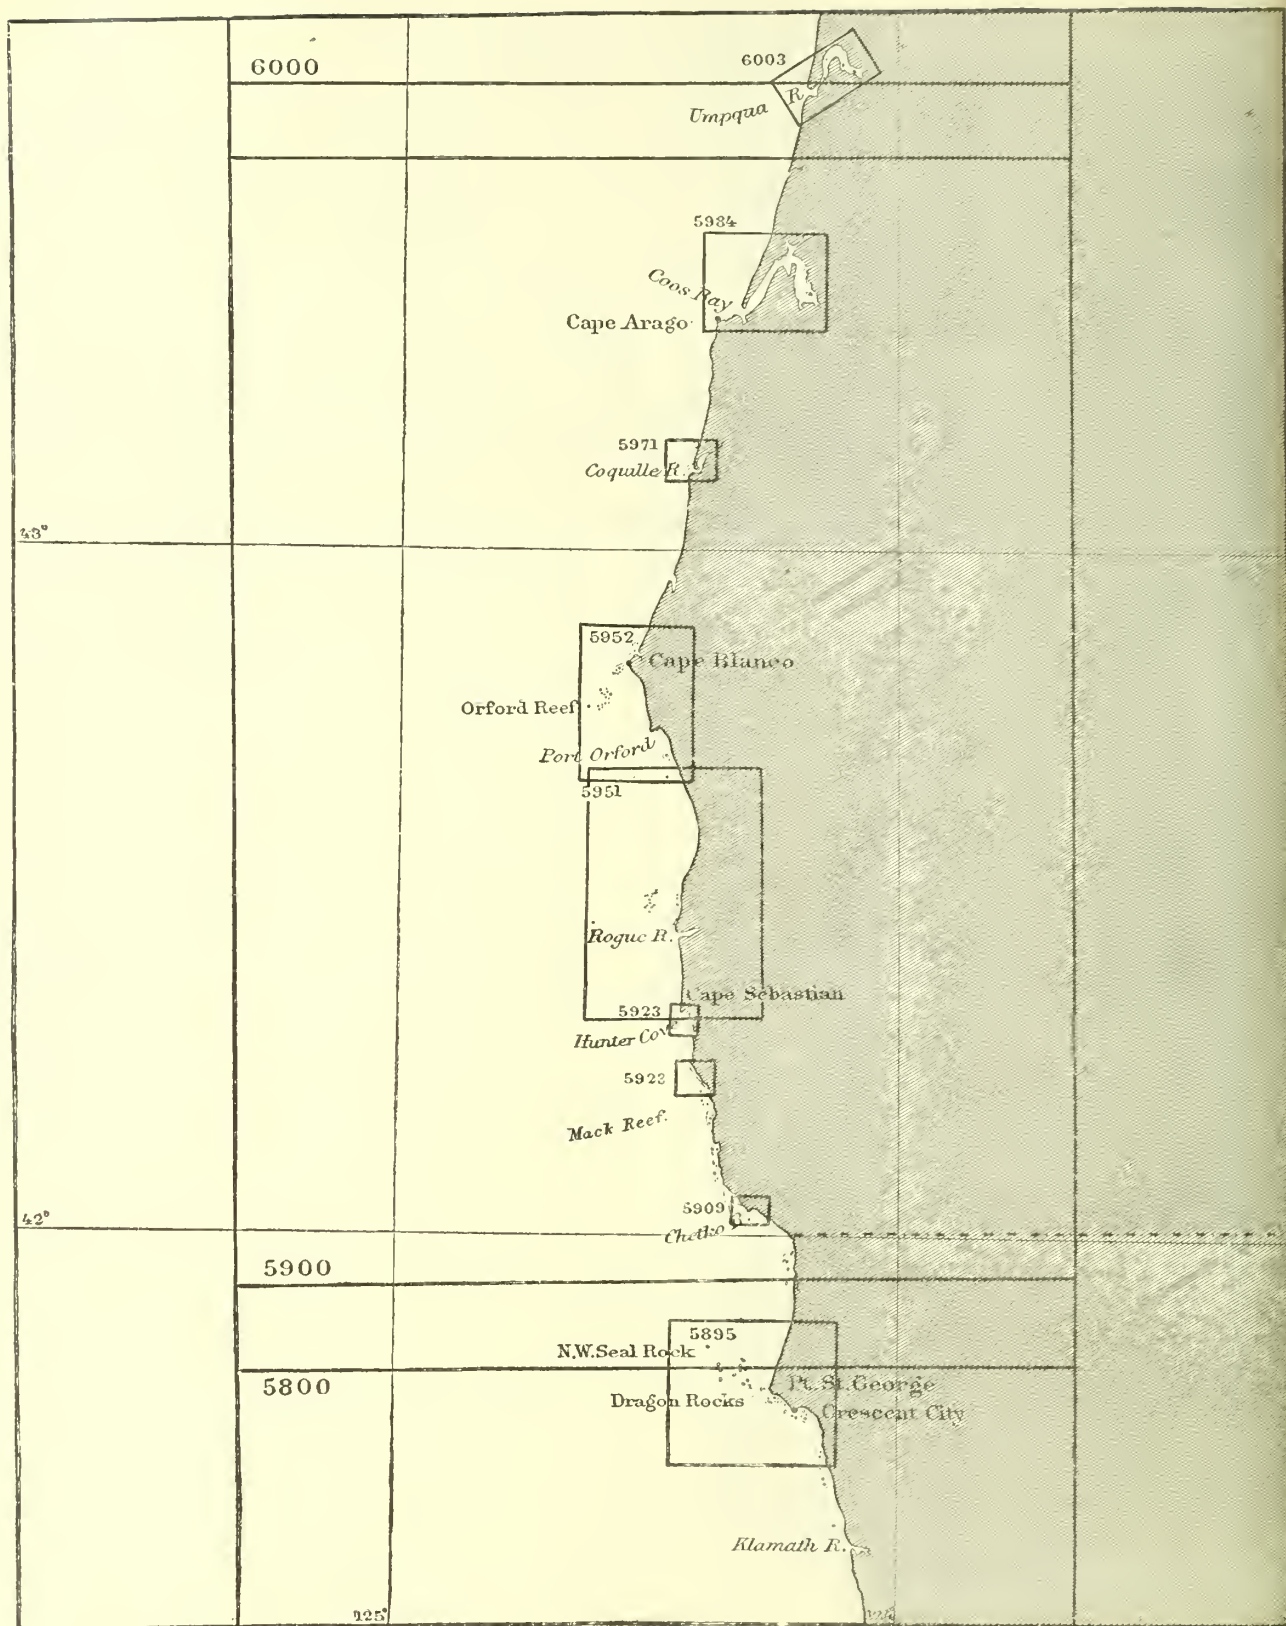 6000
6003
Umpqua R.
5984
Coos Bay
Cape Arago
5971
Coquille R.
43°
5952
Cape Blanco
Orford Reef
Port Orford
5951
Rogue R.
Cape Sebastian
5923
Hunter Cove
5922
Mack Reef.
5909
Chetko R.
42°
5900
5895
N.W. Seal Rock
5800
Pt. St. George
Dragon Rocks
Crescent City
Klamath R.
125°